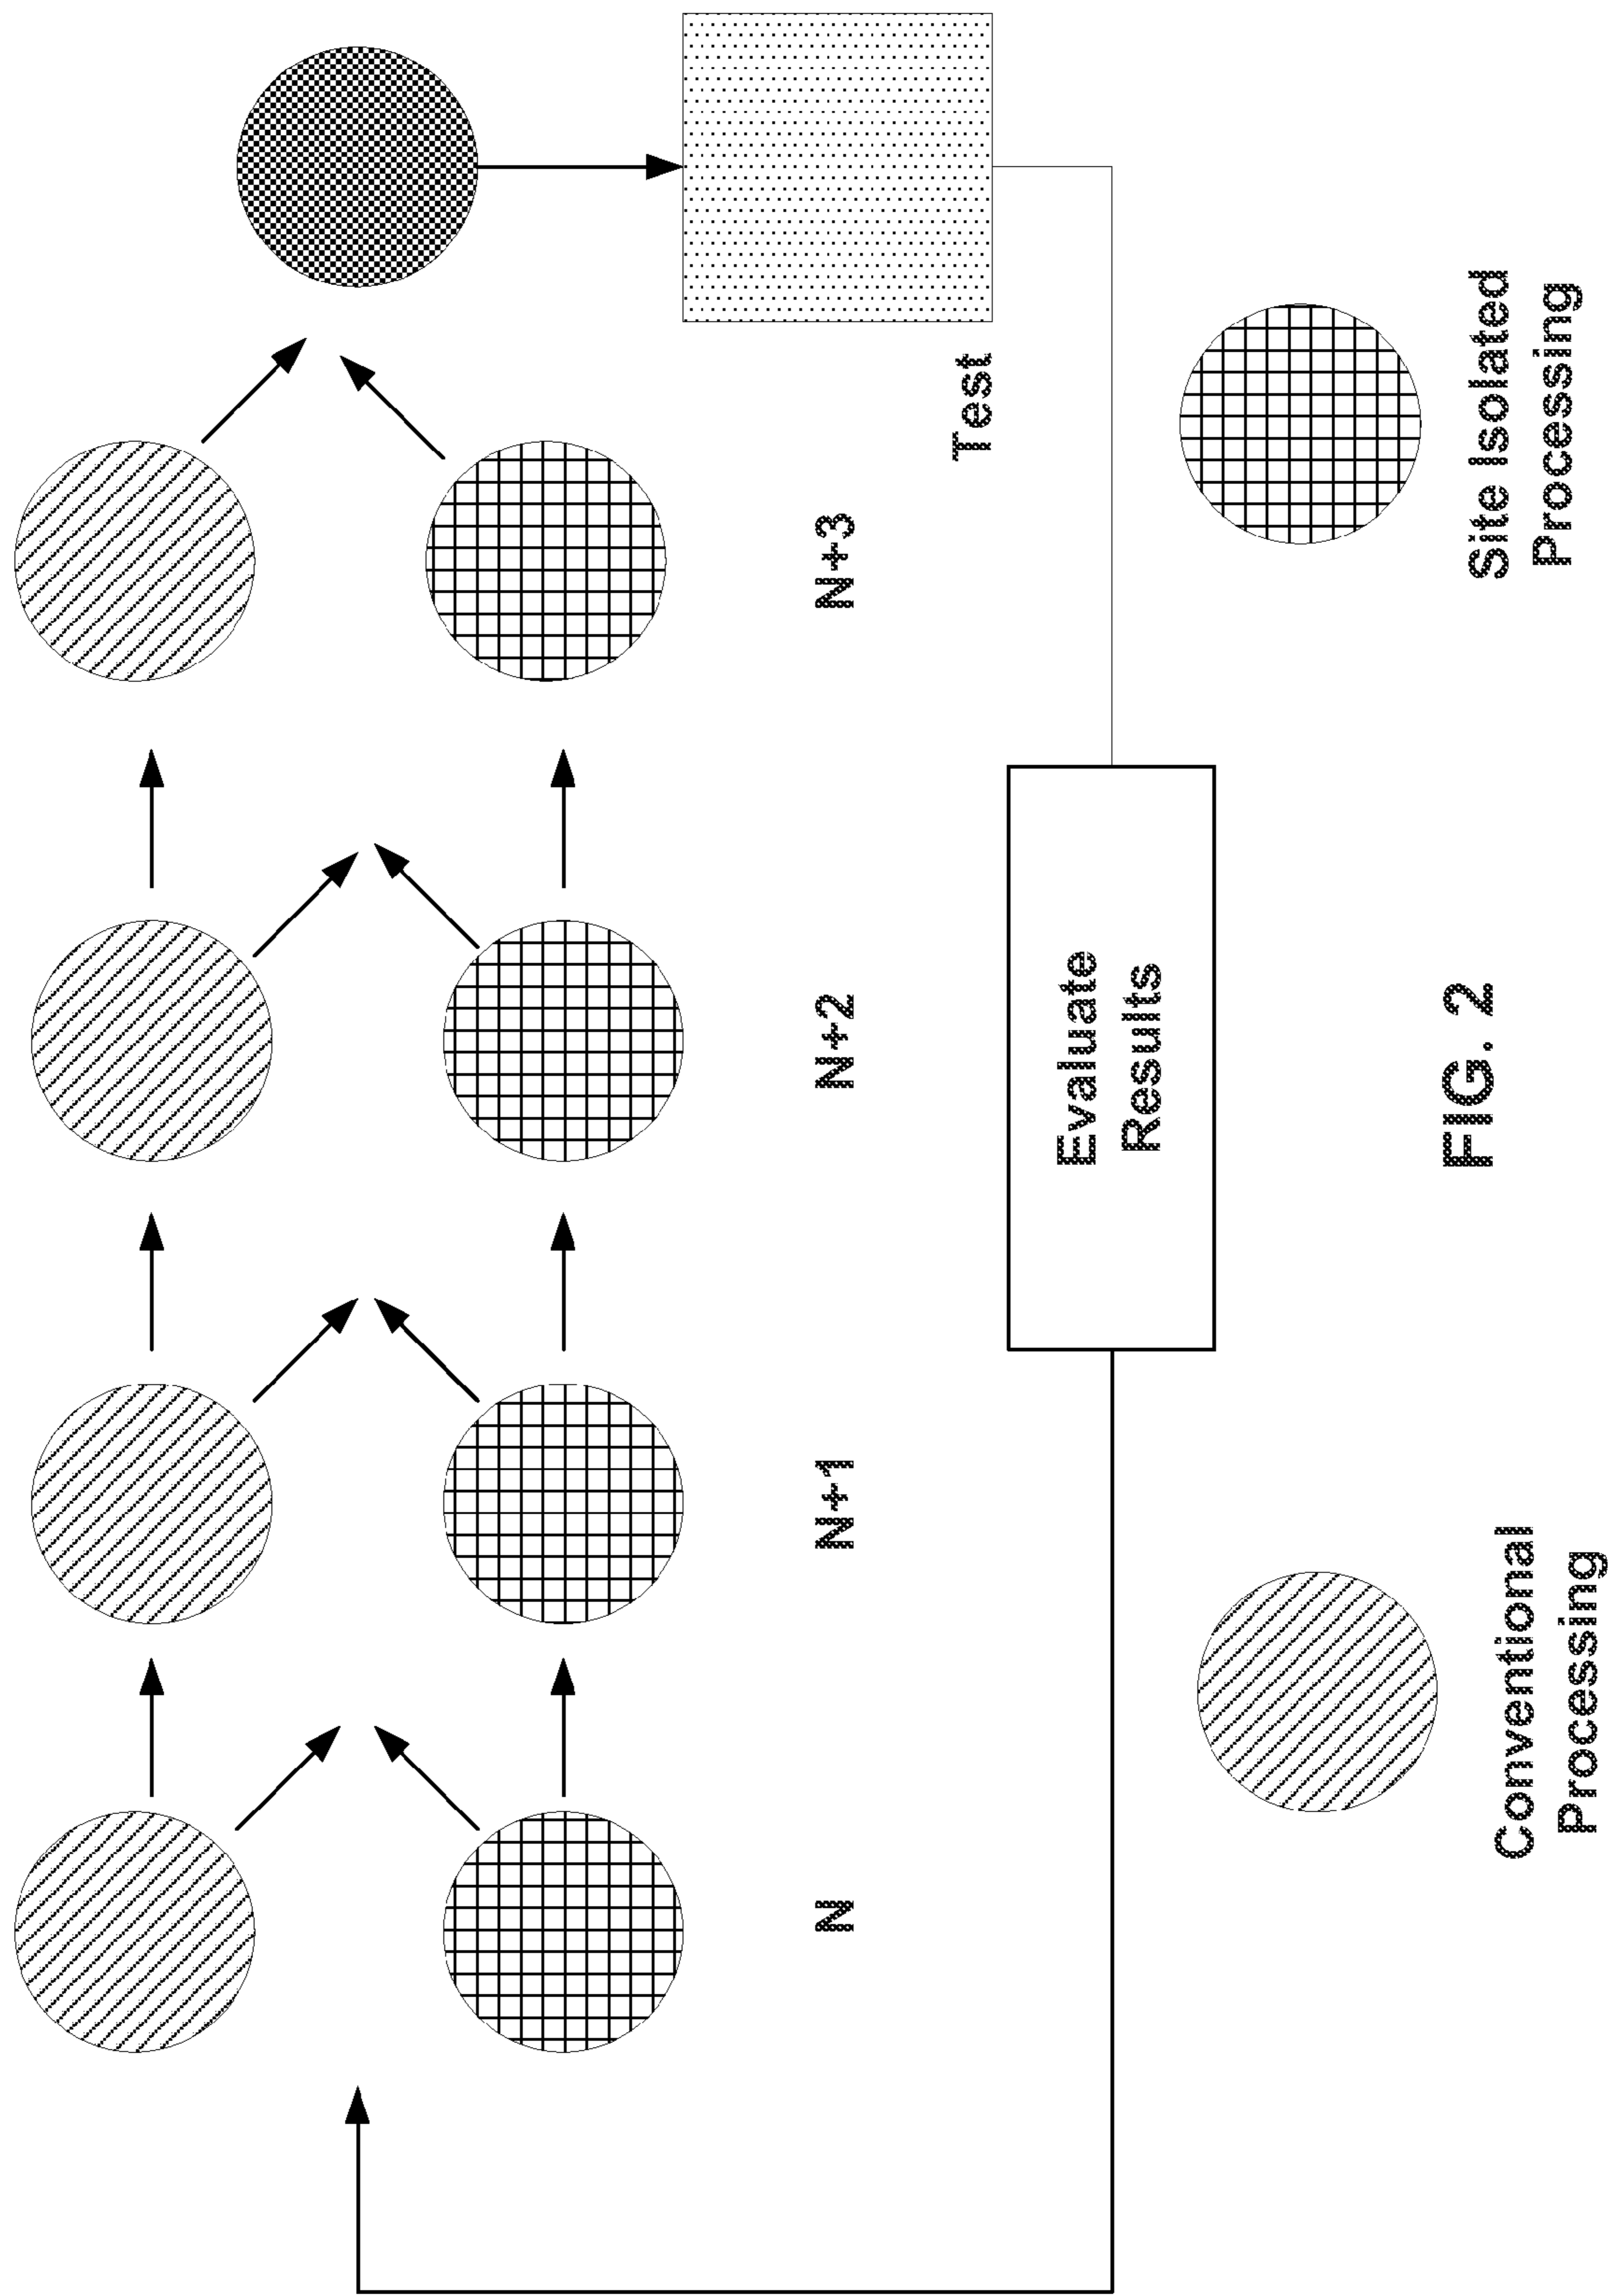 N
N+1
N+2
N+3
Test
Evaluate
Results
Conventional
Processing
Site Isolated
Processing
FIG. 2